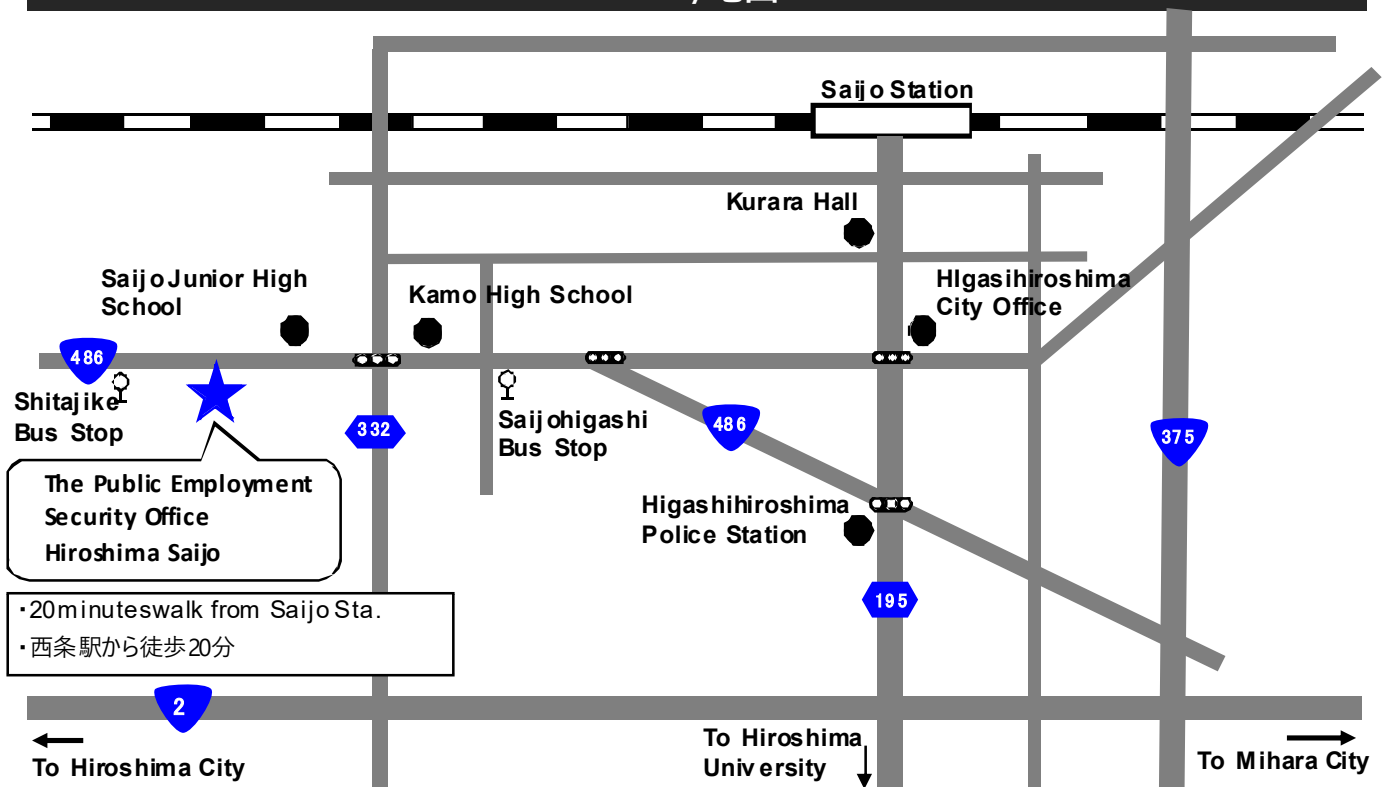 Saijo Station
Kurara Hall
Saijo Junior High
School
Kamo High School
HIgasihiroshima
City Office
486
Shitajike
Bus Stop
332
Saijohigashi
Bus Stop
486
375
The Public Employment
Security Office
Hiroshima Saijo
Higashihiroshima
Police Station
195
・20minuteswalk from Saijo Sta.
・西条駅から徒歩20分
2
To Hiroshima City
To Hiroshima
University
To Mihara City